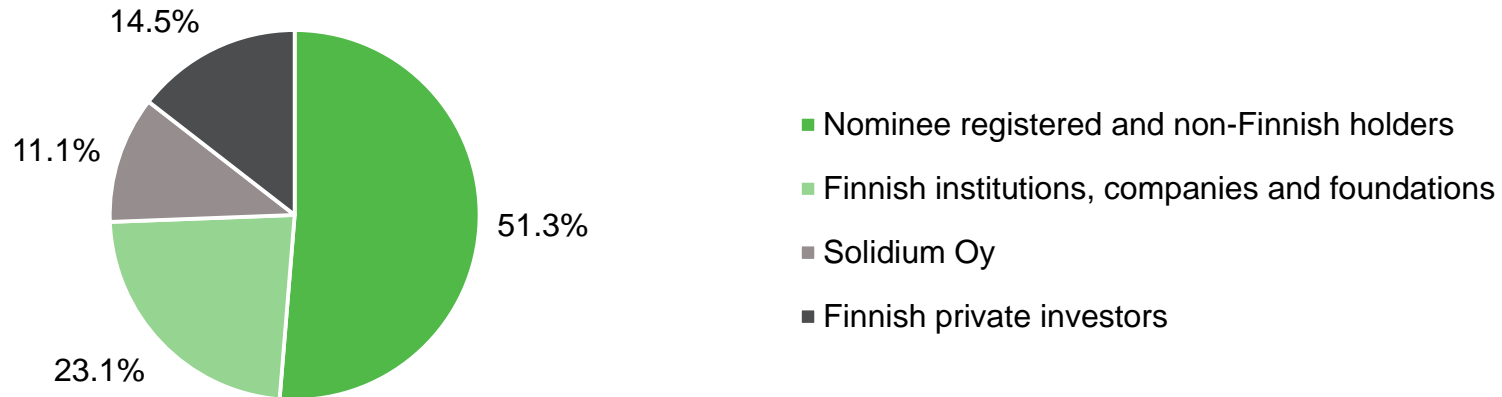 14.5%
11.1%
51.3%
23.1%
Nominee registered and non-Finnish holders
Finnish institutions, companies and foundations
Solidium Oy
Finnish private investors